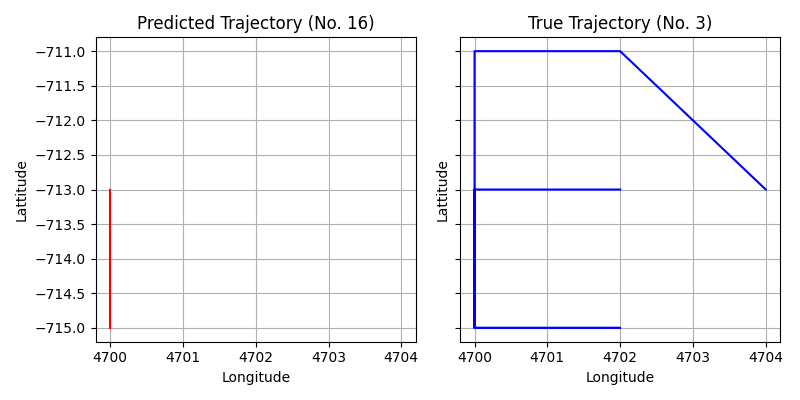 Predicted Trajectory (No. 16)
True Trajectory (No. 3)
−711.0
−711.5
−712.0
−712.5
−713.0
−713.5
−714.0
−714.5
−715.0
Lattitude
Lattitude
4700 4701 4702 4703 4704
4700 4701 4702 4703 4704
Longitude
Longitude